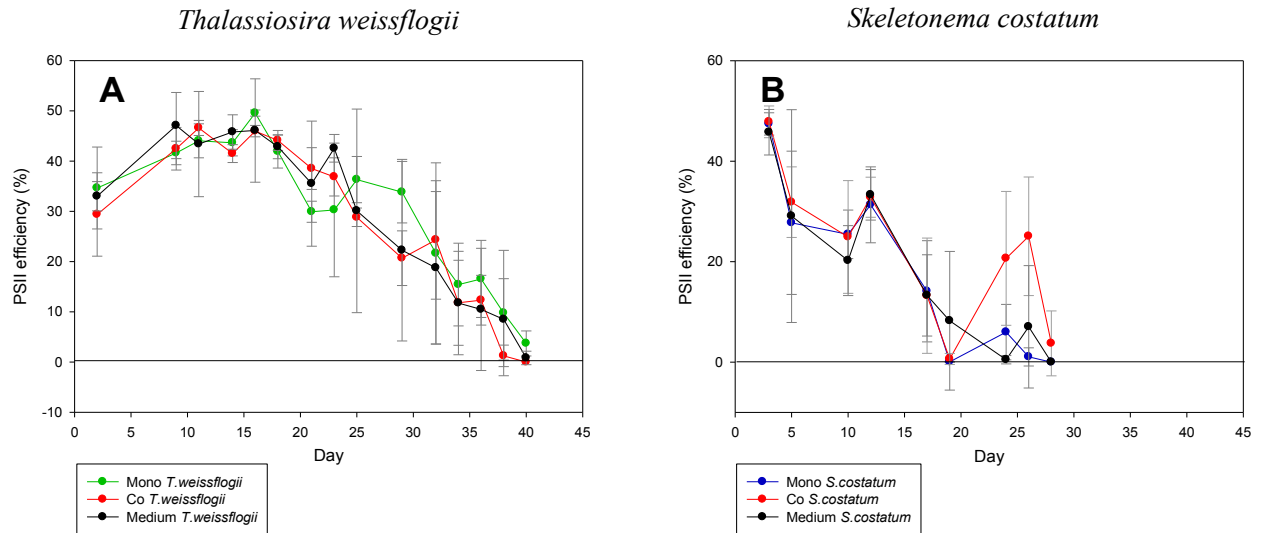 Thalassiosira weissflogii
Skeletonema costatum
A
60
50
40
30
20
10
0
-10
PSII efficiency (%)
0 5 10 15 20 25 30 35 40 45
Day
Mono T.weissflogii
Co T.weissflogii
Medium T.weissflogii
B
60
40
20
0
PSII efficiency (%)
0 5 10 15 20 25 30 35 40 45
Day
Mono S.costatum
Co S.costatum
Medium S.costatum